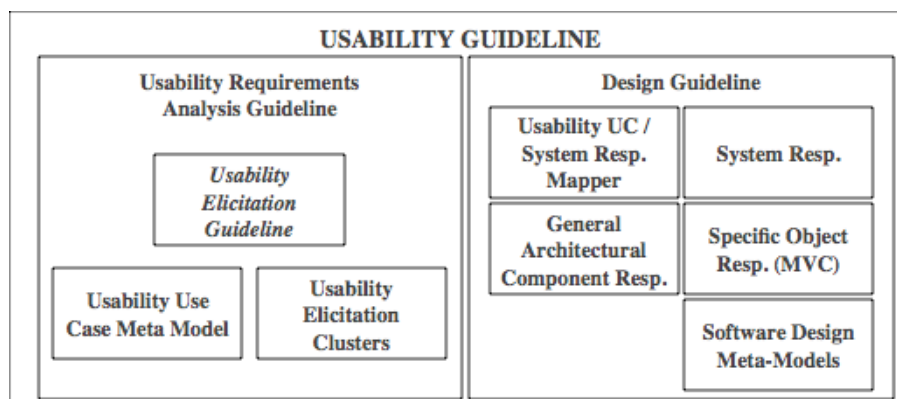 USABILITY GUIDELINE
Usability Requirements
Analysis Guideline
Usability
Elicitation
Guideline
Usability Use
Case Meta Model
Usability
Elicitation
Clusters
Design Guideline
Usability UC /
System Resp.
Mapper
System Resp.
General
Architectural
Component Resp.
Specific Object
Resp. (MVC)
Software Design
Meta-Models